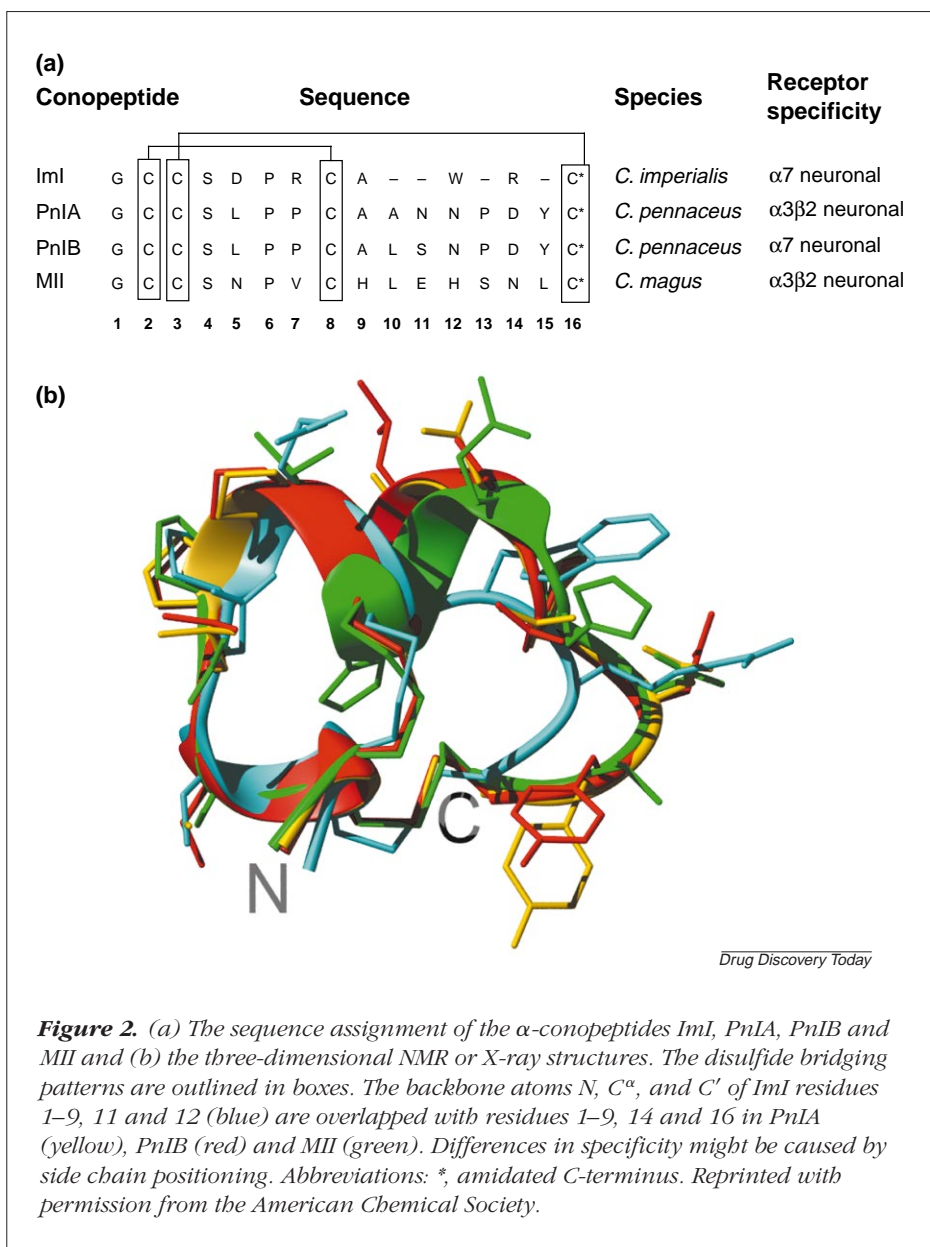 (a)
Conopeptide Sequence Species Receptor specificity
ImI G C C S D P R C A – – W – R – C* C. imperialis α7 neuronal
PnIA G C C S L P P C A A N N P D Y C* C. pennaceus α3β2 neuronal
PnIB G C C S L P P C A L S N P D Y C* C. pennaceus α7 neuronal
MII G C C S N P V C H L E H S N L C* C. magus α3β2 neuronal
1 2 3 4 5 6 7 8 9 10 11 12 13 14 15 16
(b)
N
C
Drug Discovery Today
Figure 2. (a) The sequence assignment of the α-conopeptides ImI, PnIA, PnIB and
MII and (b) the three-dimensional NMR or X-ray structures. The disulfide bridging
patterns are outlined in boxes. The backbone atoms N, Cα, and C′ of ImI residues
1–9, 11 and 12 (blue) are overlapped with residues 1–9, 14 and 16 in PnIA
(yellow), PnIB (red) and MII (green). Differences in specificity might be caused by
side chain positioning. Abbreviations: *, amidated C-terminus. Reprinted with
permission from the American Chemical Society.